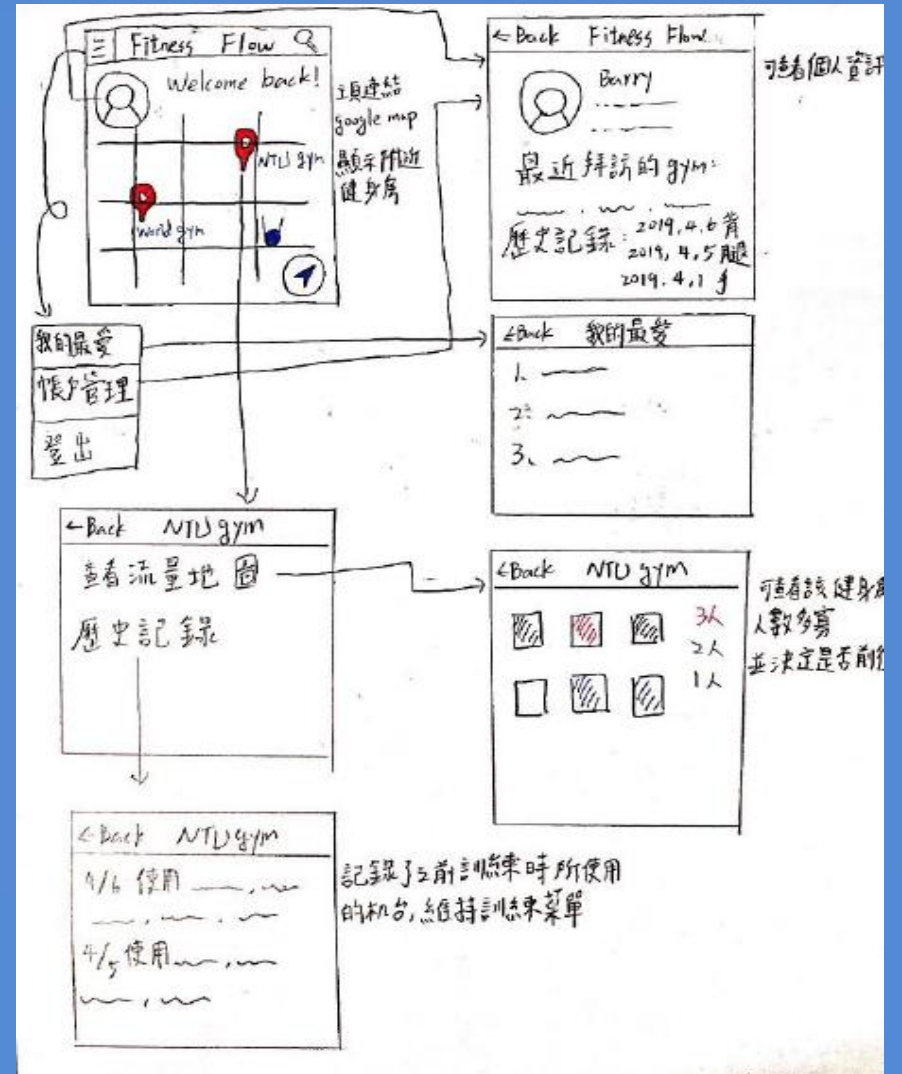 Fitness Flow
Welcome back!
NTU gym
World gym
預連結
google map
顯示附近
健身房
←Back Fitness Flow
Barry
最近拜訪的 gym:
歷史記錄: 2019.4.6 背
2019.4.5 腿
2019.4.1
可查看個人資訊
我的最愛
帳戶管理
登出
←Back 我的最愛
1.
2.
3.
←Back NTU gym
查看流量地圖
歷史記錄
←Back NTU gym
3人
2人
1人
可查看該健身房
人數多寡
並決定是否前往
←Back NTU gym
4/6 使用
4/5 使用
記錄了之前訓練時所使用
的机台,維持訓練菜單